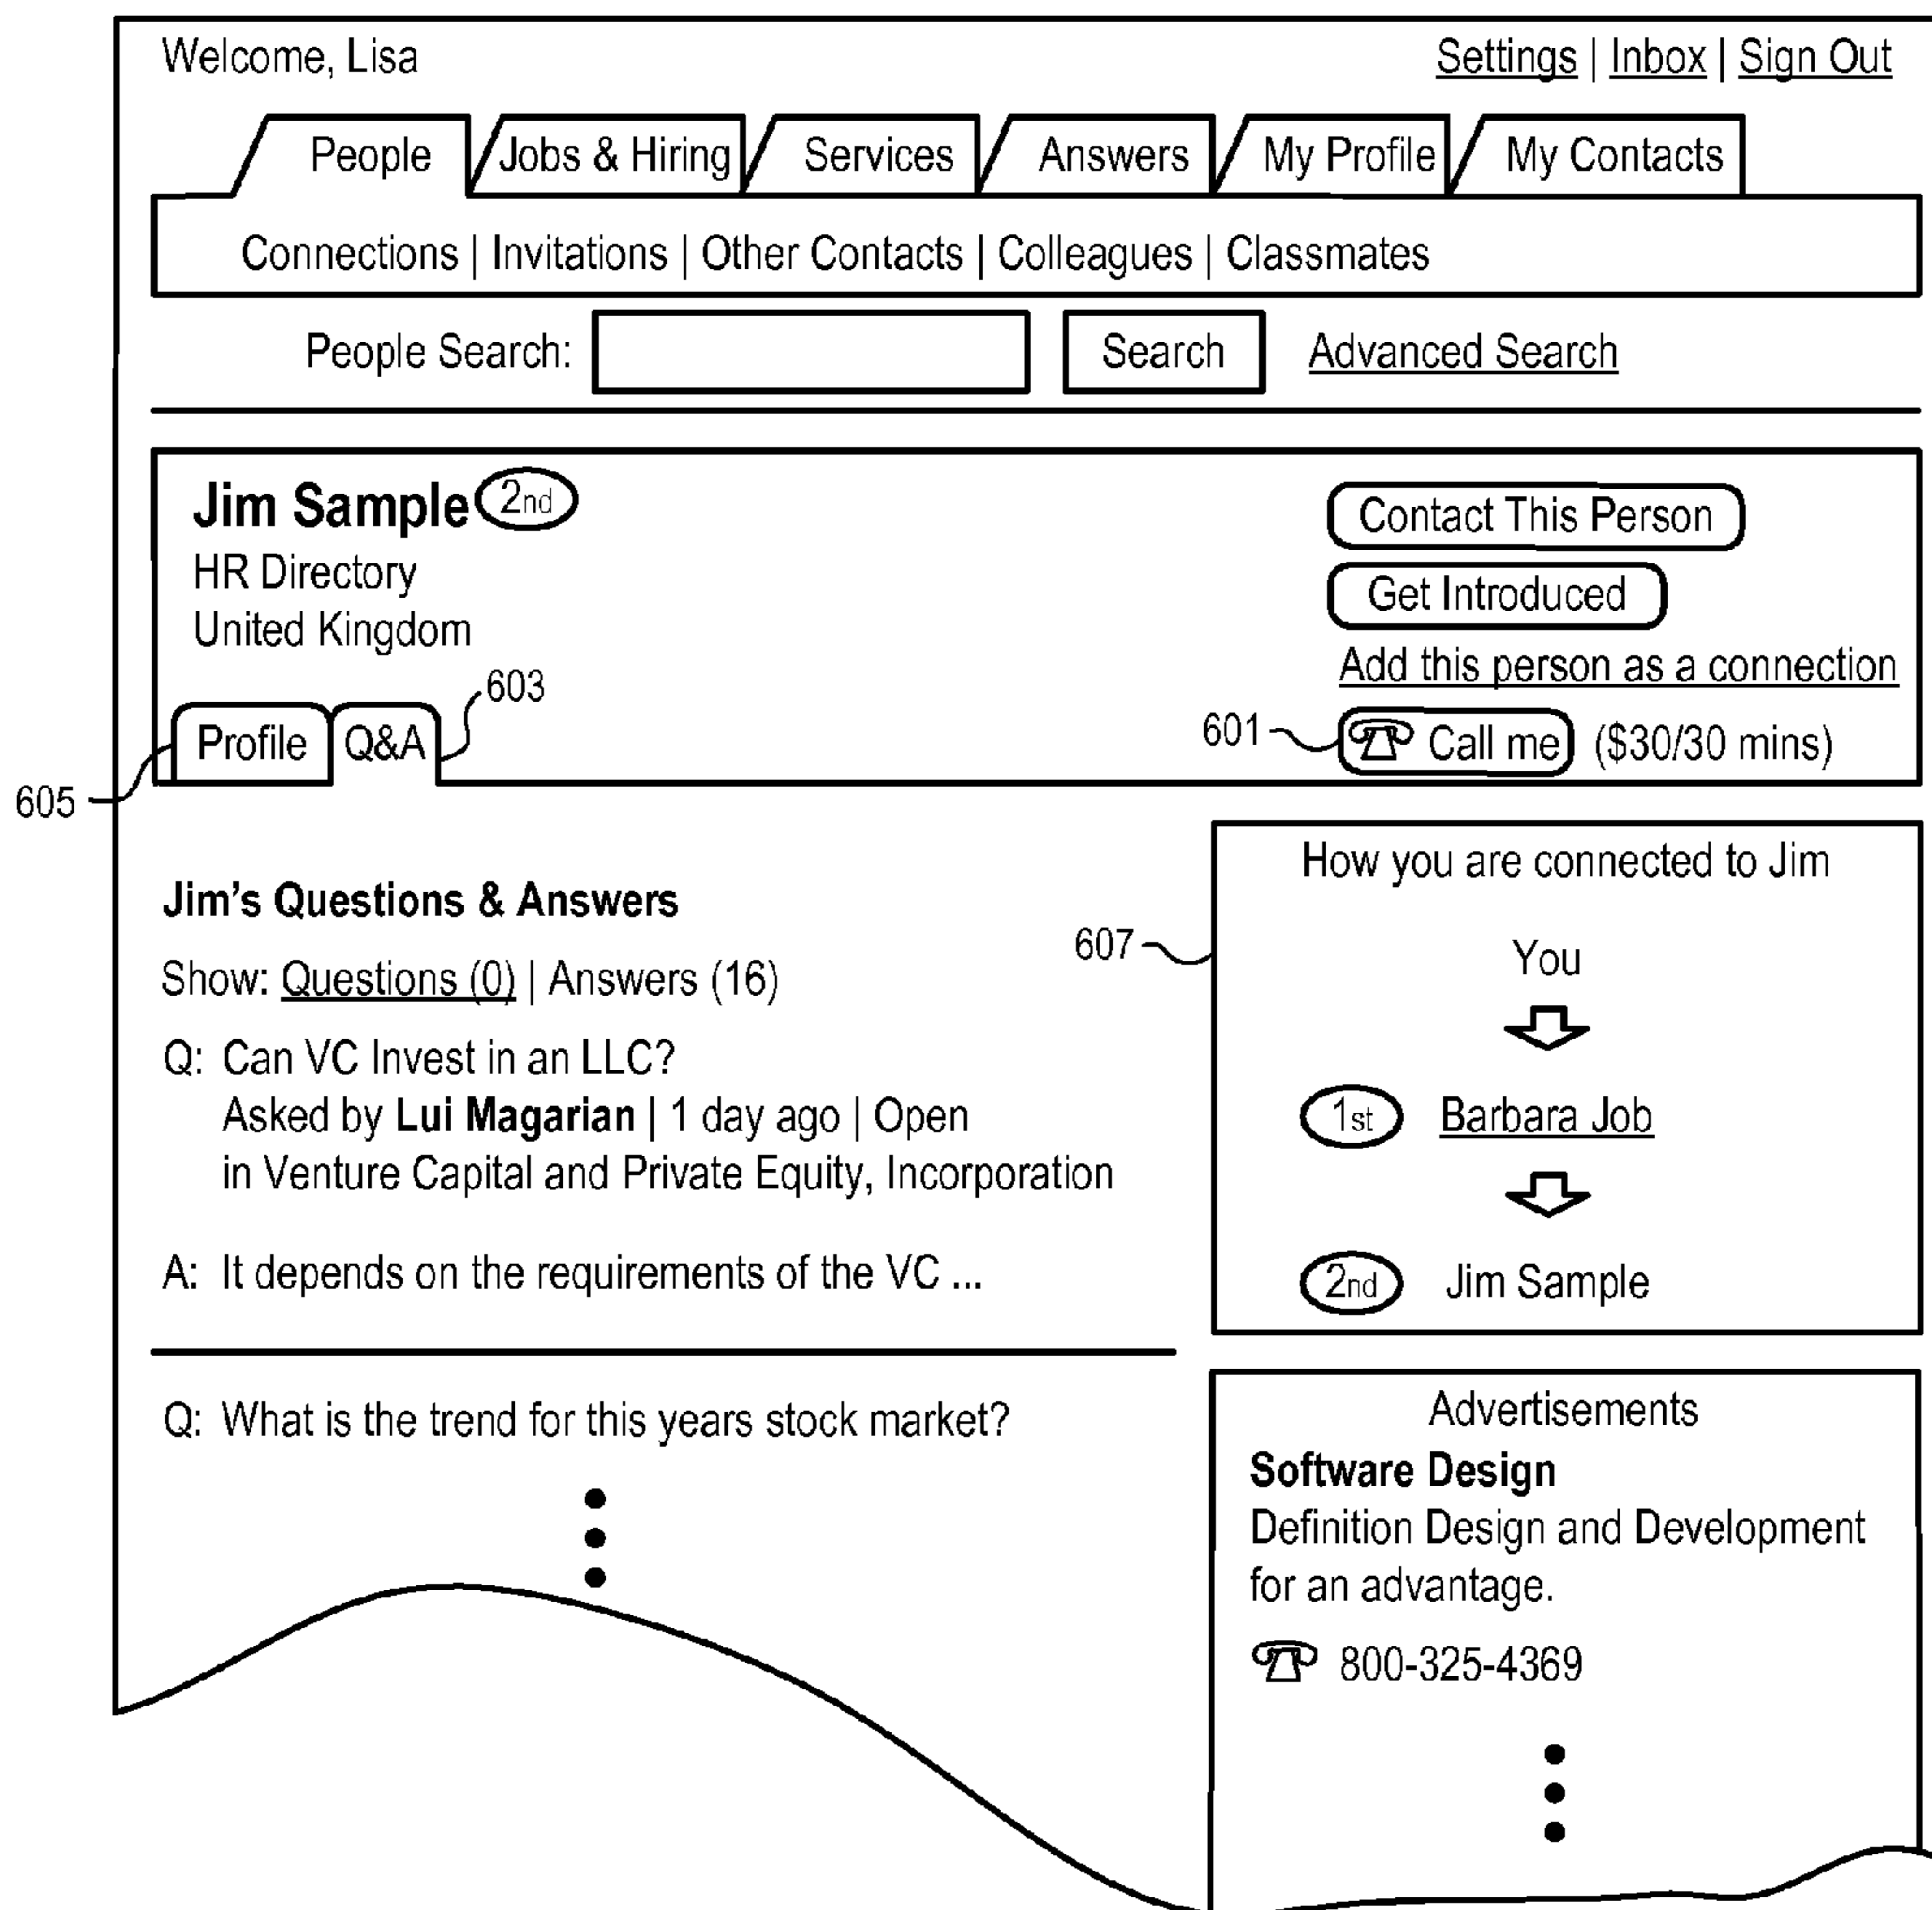 Welcome, Lisa
Settings | Inbox | Sign Out
People
Jobs & Hiring
Services
Answers
My Profile
My Contacts
Connections | Invitations | Other Contacts | Colleagues | Classmates
People Search:
Search
Advanced Search
Jim Sample 2nd
HR Directory
United Kingdom
Contact This Person
Get Introduced
Add this person as a connection
603
601
Profile
Q&A
Call me ($30/30 mins)
605
Jim's Questions & Answers
Show: Questions (0) | Answers (16)
Q: Can VC Invest in an LLC?
Asked by Lui Magarian | 1 day ago | Open
in Venture Capital and Private Equity, Incorporation
A: It depends on the requirements of the VC ...
Q: What is the trend for this years stock market?
How you are connected to Jim
607
You
1st Barbara Job
2nd Jim Sample
Advertisements
Software Design
Definition Design and Development
for an advantage.
800-325-4369